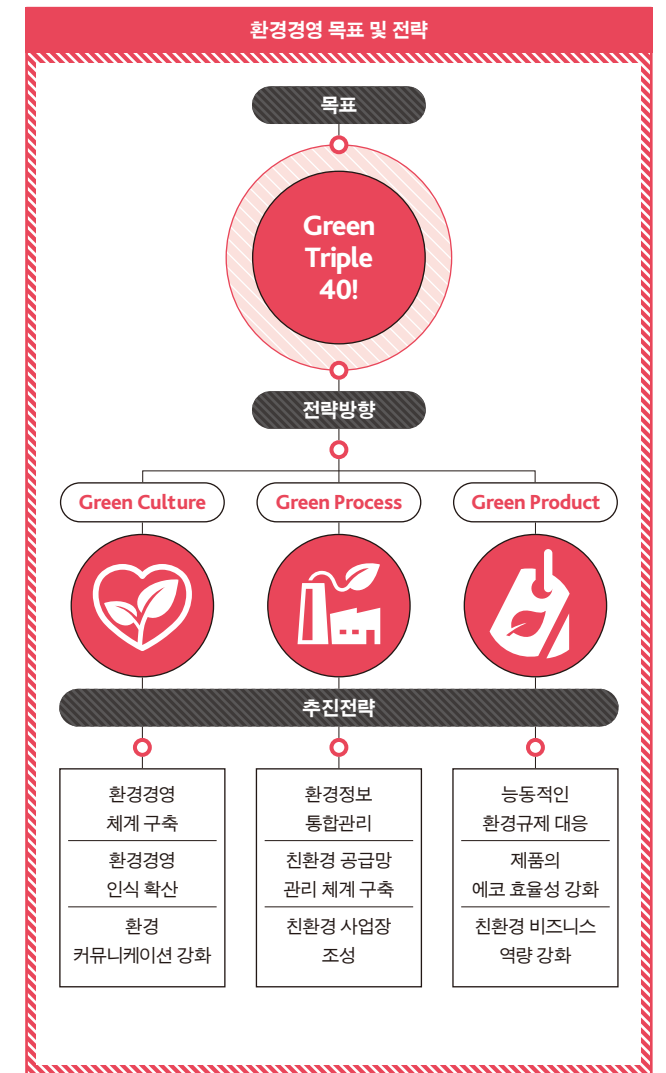 환경경영 목표 및 전략
목표
Green
Triple
40!
전략방향
Green Culture
Green Process
Green Product
추진전략
환경경영
체계 구축
환경경영
인식 확산
환경
커뮤니케이션 강화
환경정보
통합관리
친환경 공급망
관리 체계 구축
친환경 사업장
조성
능동적인
환경규제 대응
제품의
에코 효율성 강화
친환경 비즈니스
역량 강화